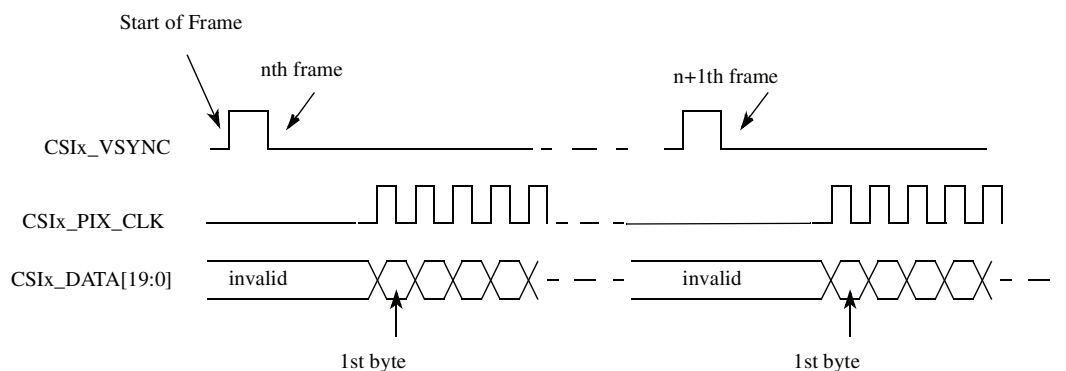 Start of Frame
nth frame
n+1th frame
CSIx_VSYNC
CSIx_PIX_CLK
CSIx_DATA[19:0]
invalid
invalid
1st byte
1st byte